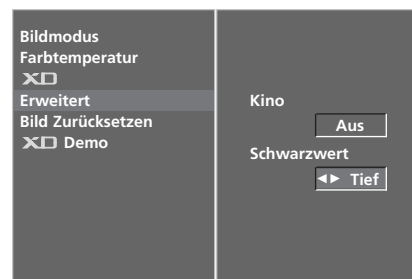 Bildmodus
Farbtemperatur
XD
Erweitert
Bild Zurücksetzen
XD Demo
Kino
Aus
Schwarzwert
◄► Tief